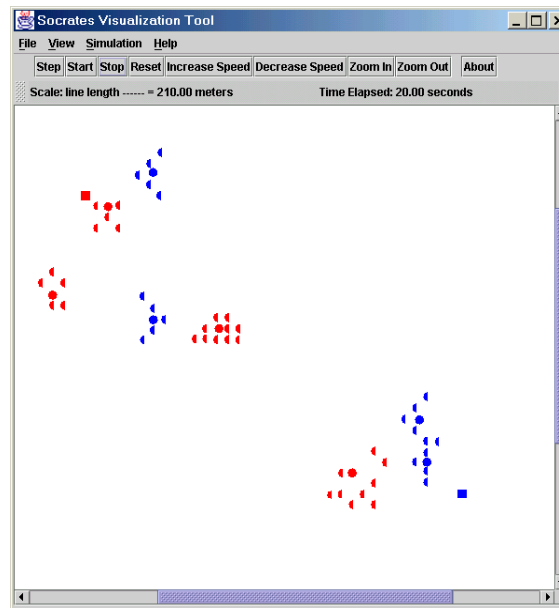 Socrates Visualization Tool
File View Simulation Help
Step Start Stop Reset Increase Speed Decrease Speed Zoom In Zoom Out About
Scale: line length ------ = 210.00 meters Time Elapsed: 20.00 seconds